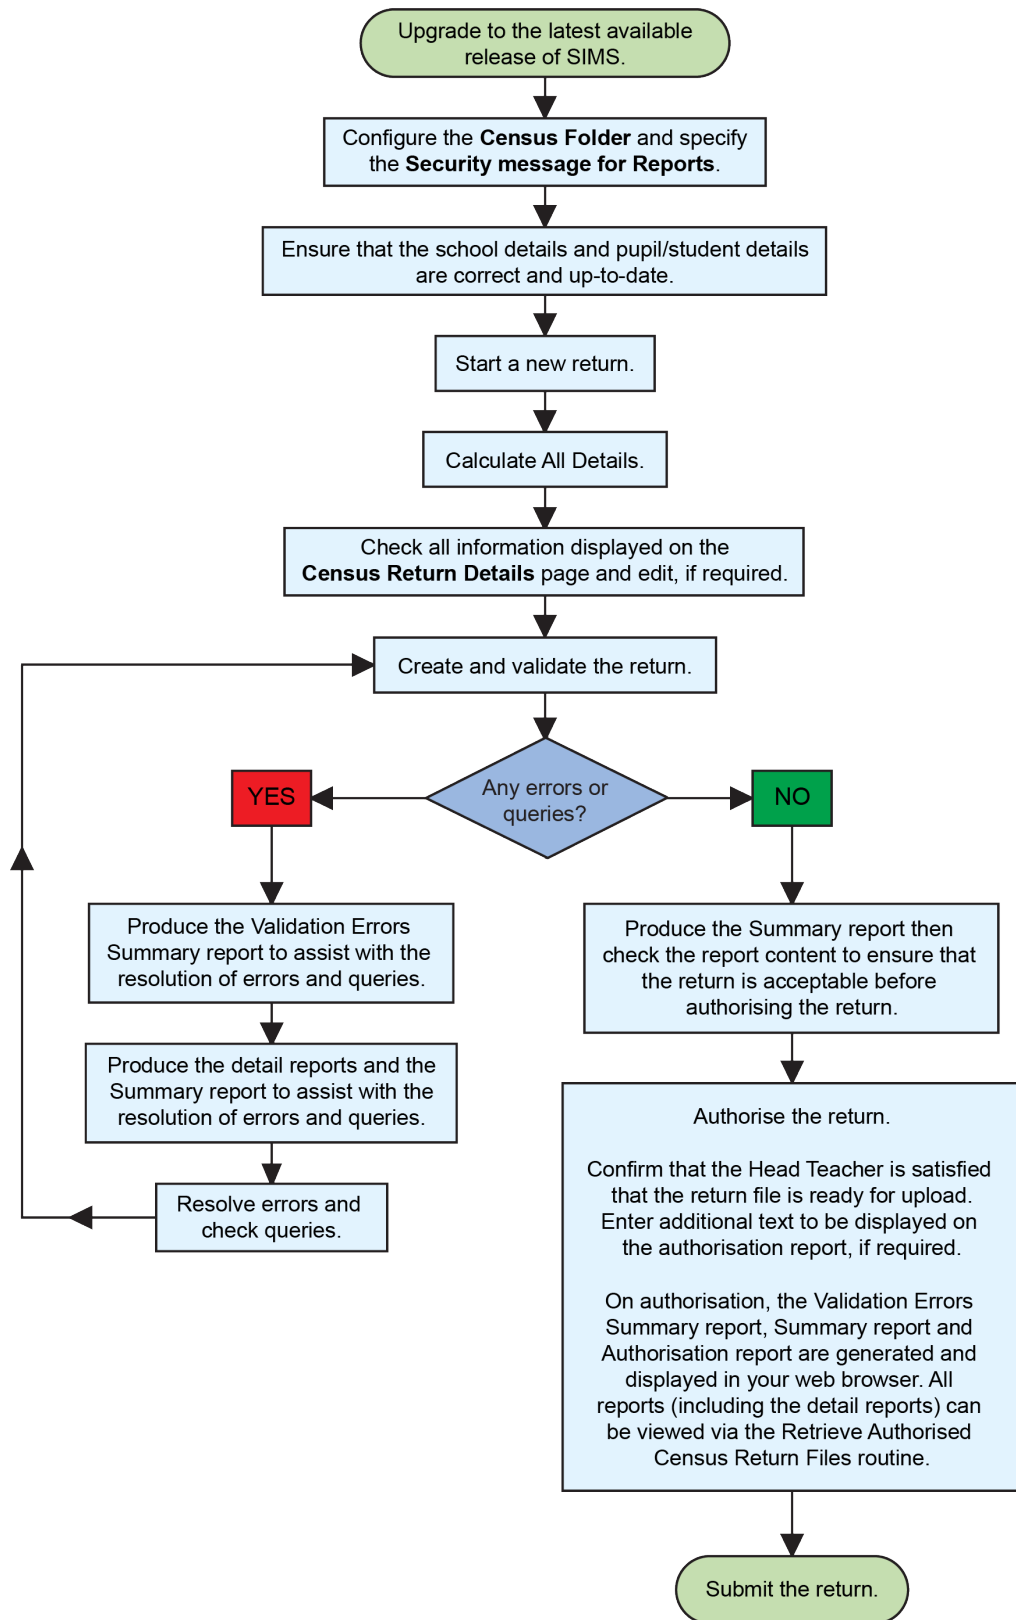 Upgrade to the latest available
release of SIMS.
Configure the Census Folder and specify
the Security message for Reports.
Ensure that the school details and pupil/student details
are correct and up-to-date.
Start a new return.
Calculate All Details.
Check all information displayed on the
Census Return Details page and edit, if required.
Create and validate the return.
Any errors or
queries?
YES
NO
Produce the Validation Errors
Summary report to assist with the
resolution of errors and queries.
Produce the detail reports and the
Summary report to assist with the
resolution of errors and queries.
Resolve errors and
check queries.
Produce the Summary report then
check the report content to ensure that
the return is acceptable before
authorising the return.
Authorise the return.
Confirm that the Head Teacher is satisfied
that the return file is ready for upload.
Enter additional text to be displayed on
the authorisation report, if required.
On authorisation, the Validation Errors
Summary report, Summary report and
Authorisation report are generated and
displayed in your web browser. All
reports (including the detail reports) can
be viewed via the Retrieve Authorised
Census Return Files routine.
Submit the return.